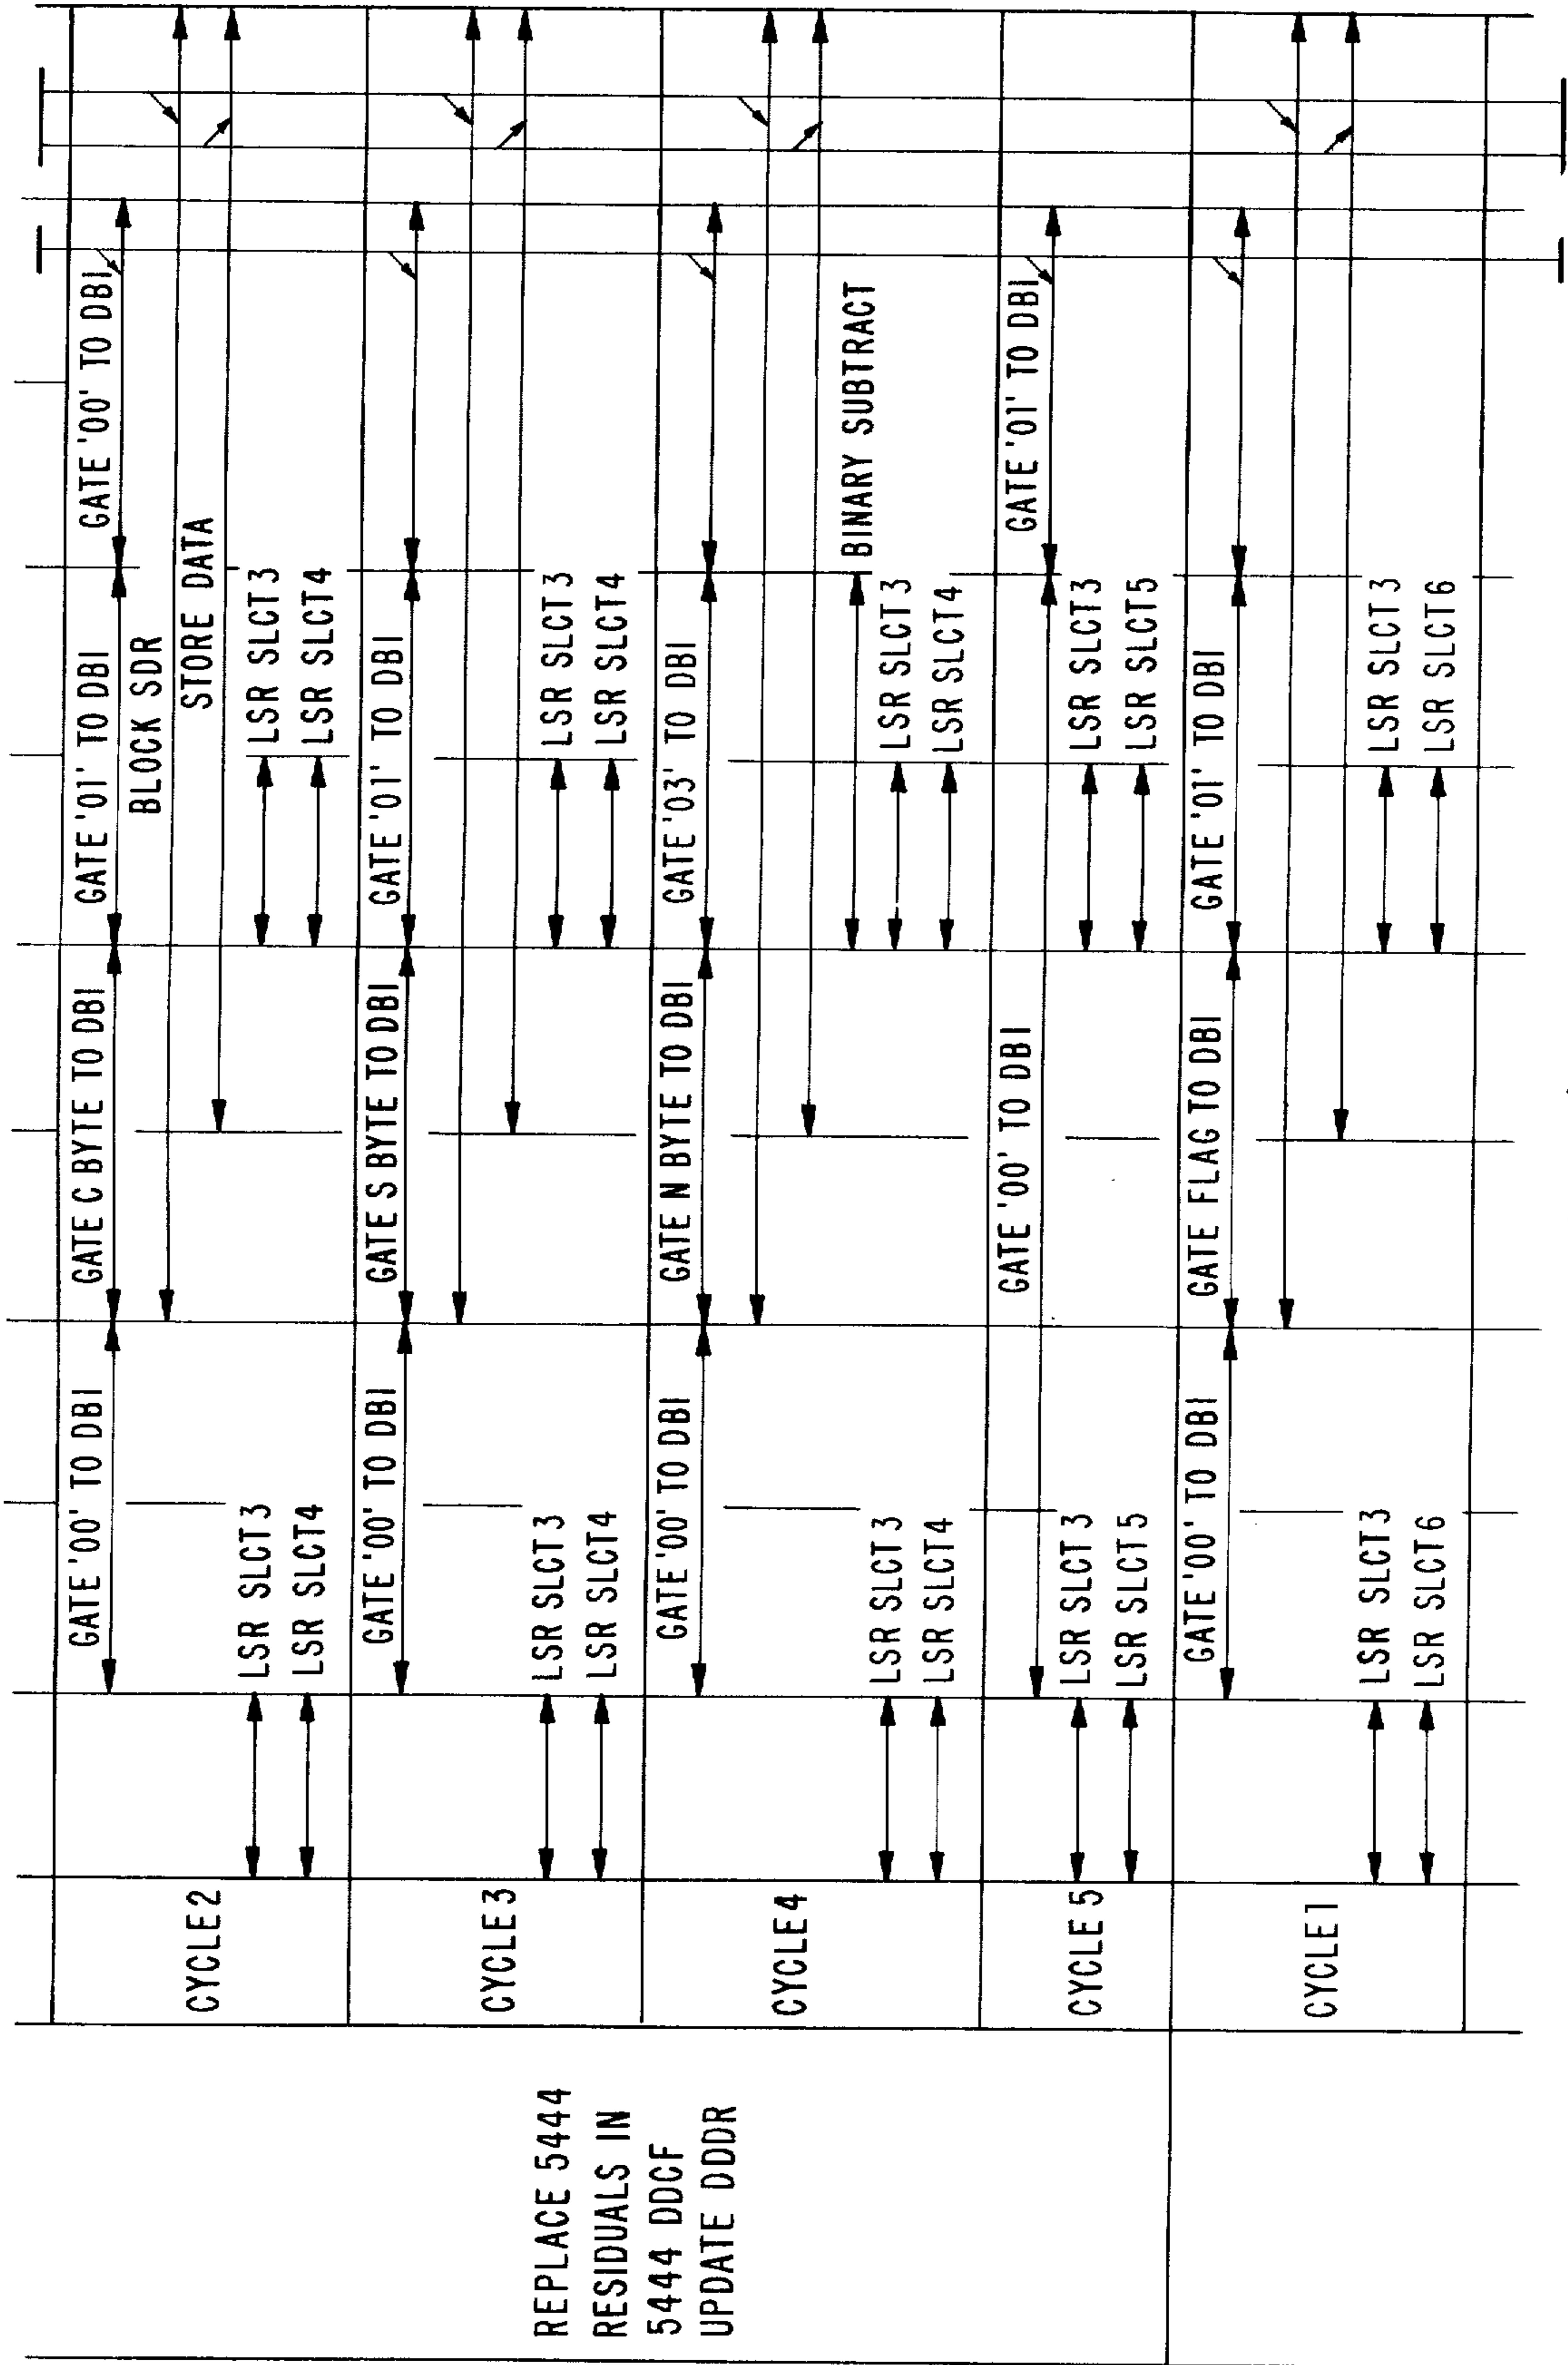 REPLACE 5444
RESIDUALS IN
5444 DDCF
UPDATE DDDR
CYCLE 2
GATE '00' TO DBI
GATE C BYTE TO DBI
GATE '01' TO DBI
GATE '00' TO DBI
BLOCK SDR
STORE DATA
LSR SLCT 3
LSR SLCT 3
LSR SLCT4
LSR SLCT4
CYCLE 3
GATE '00' TO DBI
GATE S BYTE TO DBI
GATE '01' TO DBI
LSR SLCT 3
LSR SLCT 3
LSR SLCT4
LSR SLCT4
CYCLE 4
GATE '00' TO DBI
GATE N BYTE TO DBI
GATE '03' TO DBI
BINARY SUBTRACT
LSR SLCT 3
LSR SLCT 3
LSR SLCT4
LSR SLCT4
CYCLE 5
GATE '00' TO DBI
GATE '01' TO DBI
LSR SLCT 3
LSR SLCT3
LSR SLCT5
LSR SLCT5
CYCLE 1
GATE '00' TO DBI
GATE FLAG TO DBI
GATE '01' TO DBI
LSR SLCT3
LSR SLCT3
LSR SLCT6
LSR SLCT6